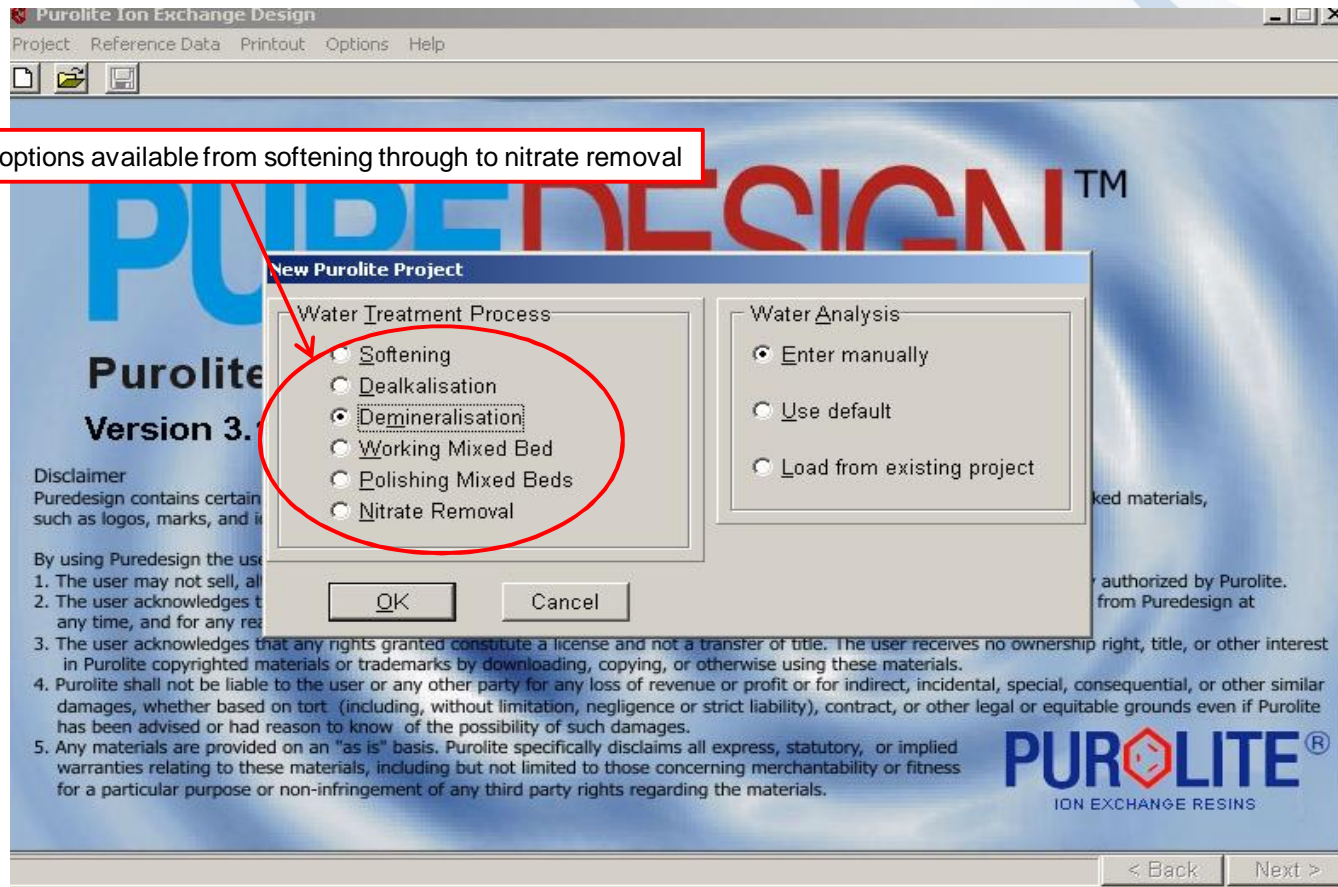 Purolite Ion Exchange Design
Project Reference Data Printout Options Help
options available from softening through to nitrate removal
PUREDESIGN™
New Purolite Project
Water Treatment Process
Softening
Dealkalisation
Demineralisation
Working Mixed Bed
Polishing Mixed Beds
Nitrate Removal
Water Analysis
Enter manually
Use default
Load from existing project
OK Cancel
Purolite
Version 3.
Disclaimer
Puredesign contains certain ked materials,
such as logos, marks, and
By using Puredesign the use
1. The user may not sell, authorized by Purolite.
2. The user acknowledges from Puredesign at
any time, and for any
3. The user acknowledges that any rights granted constitute a license and not a transfer of title. The user receives no ownership right, title, or other interest
in Purolite copyrighted materials or trademarks by downloading, copying, or otherwise using these materials.
4. Purolite shall not be liable to the user or any other party for any loss of revenue or profit or for indirect, incidental, special, consequential, or other similar
damages, whether based on tort (including, without limitation, negligence or strict liability), contract, or other legal or equitable grounds even if Purolite
has been advised or had reason to know of the possibility of such damages.
5. Any materials are provided on an "as is" basis. Purolite specifically disclaims all express, statutory, or implied
warranties relating to these materials, including but not limited to those concerning merchantability or fitness
for a particular purpose or non-infringement of any third party rights regarding the materials.
PUROLITE®
ION EXCHANGE RESINS
< Back Next >